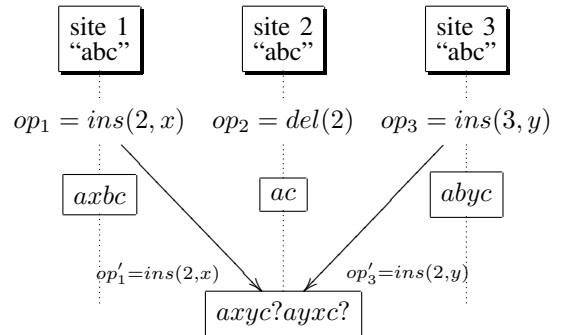 site 1 site 2 site 3
“abc” “abc” “abc”
op₁ = ins(2, x) op₂ = del(2) op₃ = ins(3, y)
axbc ac abyc
op′₁=ins(2,x) op′₃=ins(2,y)
axyc?ayxc?